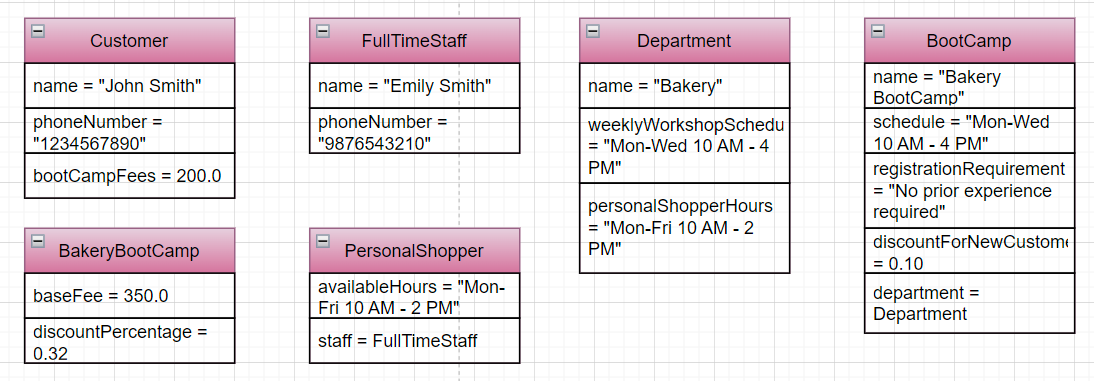 Customer
name = "John Smith"
phoneNumber =
"1234567890"
bootCampFees = 200.0
FullTimeStaff
name = "Emily Smith"
phoneNumber =
"9876543210"
Department
name = "Bakery"
weeklyWorkshopSchedu
= "Mon-Wed 10 AM - 4
PM"
personalShopperHours
= "Mon-Fri 10 AM - 2
PM"
BootCamp
name = "Bakery
BootCamp"
schedule = "Mon-Wed
10 AM - 4 PM"
registrationRequirement
= "No prior experience
required"
discountForNewCustome
= 0.10
department =
Department
BakeryBootCamp
baseFee = 350.0
discountPercentage =
0.32
PersonalShopper
availableHours = "Mon-
Fri 10 AM - 2 PM"
staff = FullTimeStaff